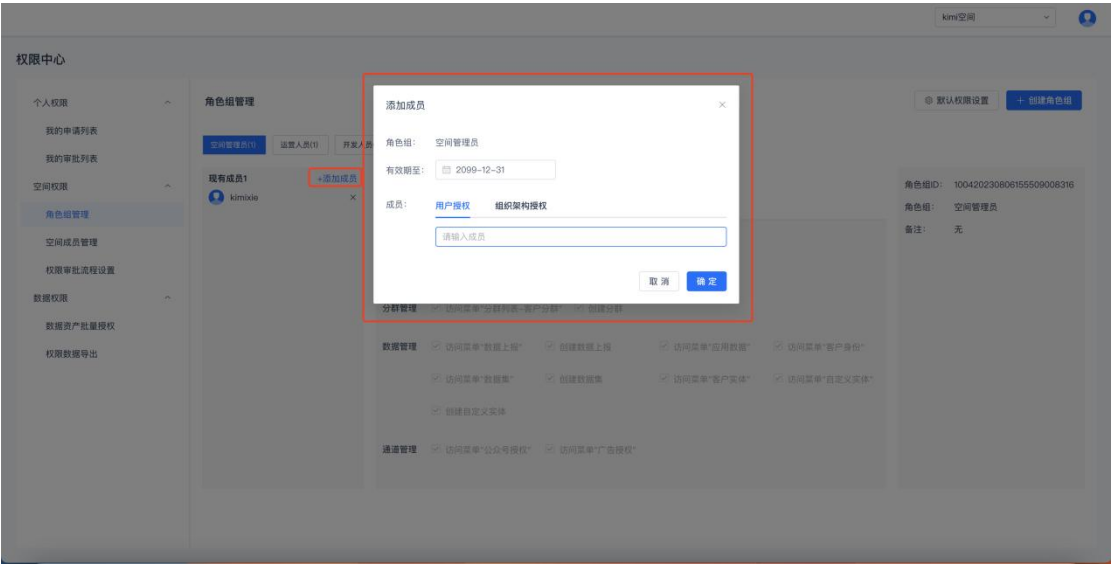 kimi空间
权限中心
个人权限
我的申请列表
我的审批列表
空间权限
角色组管理
空间成员管理
权限审批流程设置
数据权限
数据资产批量授权
权限数据导出
角色组管理
默认权限设置
+ 创建角色组
空间管理员(1)
运营人员(1)
开发人员
现有成员1
+添加成员
kimixie
×
添加成员
×
角色组: 空间管理员
有效期至: 2099-12-31
成员: 用户授权 组织架构授权
请输入成员
取消 确定
分群管理 访问菜单"分群列表-客户分群" 创建分群
数据管理 访问菜单"数据上报" 创建数据上报 访问菜单"应用数据" 访问菜单"客户身份"
访问菜单"数据集" 创建数据集 访问菜单"客户实体" 访问菜单"自定义实体"
创建自定义实体
通道管理 访问菜单"公众号授权" 访问菜单"广告授权"
角色组ID: 100420230806155509008316
角色组: 空间管理员
备注: 无